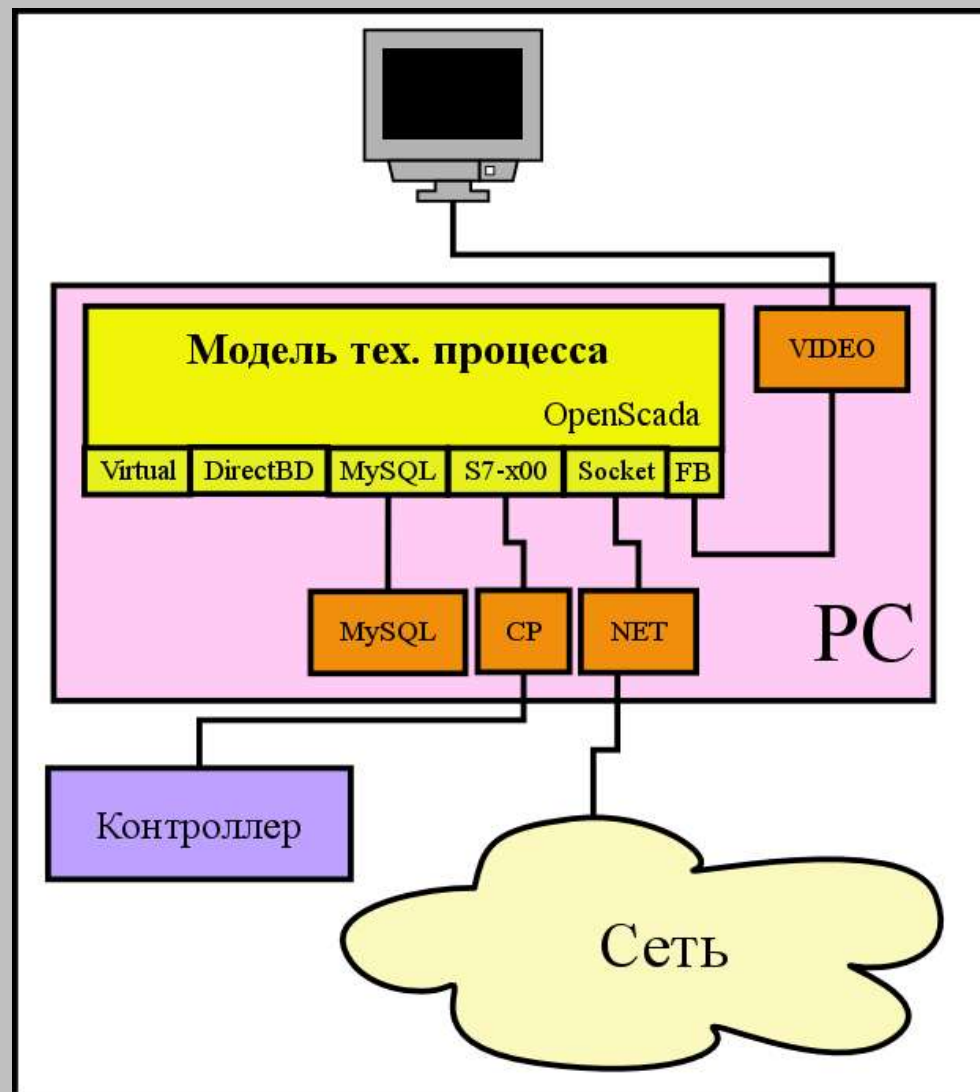 Модель тех. процесса
VIDEO
OpenScada
Virtual DirectBD MySQL S7-x00 Socket FB
MySQL CP NET PC
Контроллер
Сеть